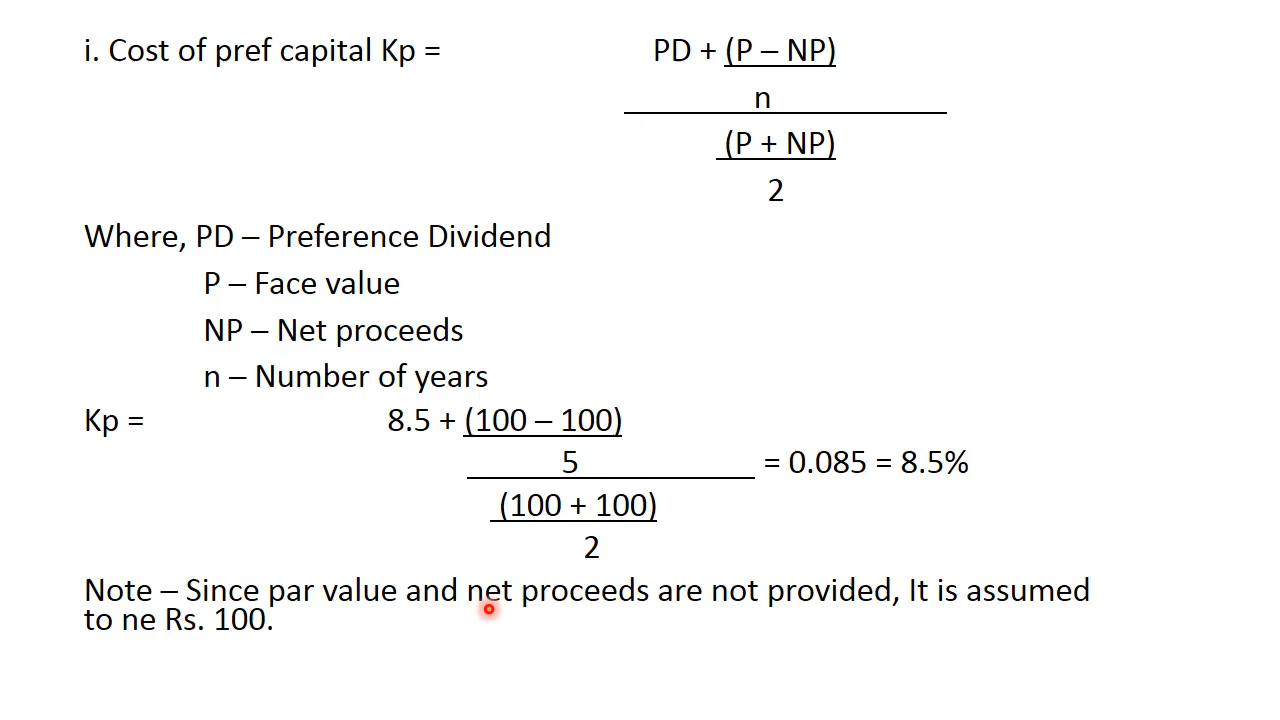 i. Cost of pref capital Kp = PD + (P – NP)
n
(P + NP)
2
Where, PD – Preference Dividend
P – Face value
NP – Net proceeds
n – Number of years
Kp = 8.5 + (100 – 100)
5 = 0.085 = 8.5%
(100 + 100)
2
Note – Since par value and net proceeds are not provided, It is assumed
to ne Rs. 100.